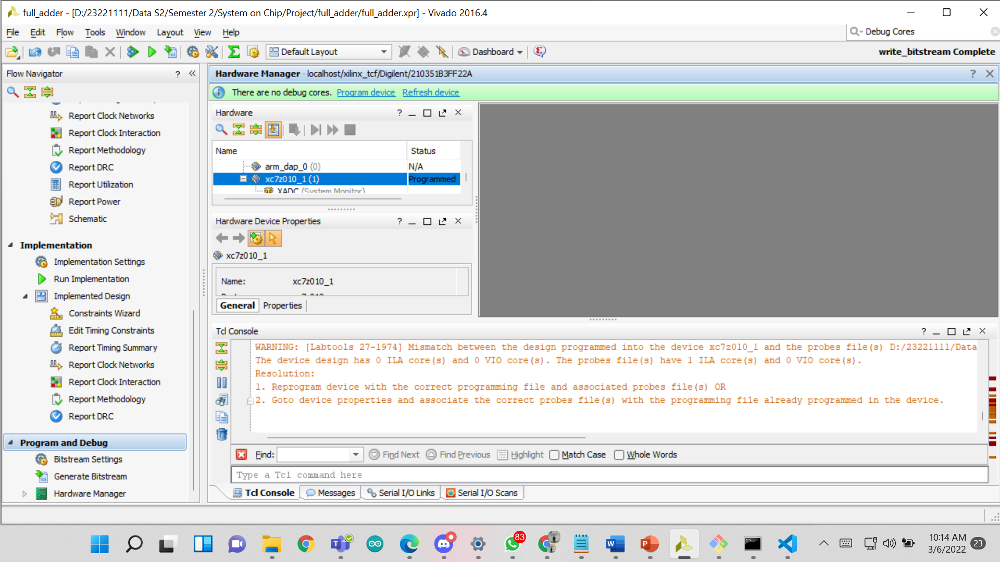 full_adder - [D:/23221111/Data S2/Semester 2/System on Chip/Project/full_adder/full_adder.xpr] - Vivado 2016.4
File Edit Flow Tools Window Layout View Help
Debug Cores
Default Layout
Dashboard
write_bitstream Complete
Flow Navigator
Report Clock Networks
Report Clock Interaction
Report Methodology
Report DRC
Report Utilization
Report Power
Schematic
Implementation
Implementation Settings
Run Implementation
Implemented Design
Constraints Wizard
Edit Timing Constraints
Report Timing Summary
Report Clock Networks
Report Clock Interaction
Report Methodology
Report DRC
Program and Debug
Bitstream Settings
Generate Bitstream
Hardware Manager
Hardware Manager - localhost/xilinx_tcf/Digilent/210351B3FF22A
There are no debug cores. Program device Refresh device
Hardware
Name Status
arm_dap_0 (0) N/A
xc7z010_1 (1) Programmed
XADC (System Monitor)
Hardware Device Properties
xc7z010_1
Name: xc7z010_1
General Properties
Tcl Console
WARNING: [Labtools 27-1974] Mismatch between the design programmed into the device xc7z010_1 and the probes file(s) D:/23221111/Data
The device design has 0 ILA core(s) and 0 VIO core(s). The probes file(s) have 1 ILA core(s) and 0 VIO core(s).
Resolution:
1. Reprogram device with the correct programming file and associated probes file(s) OR
2. Goto device properties and associate the correct probes file(s) with the programming file already programmed in the device.
Find: Find Next Find Previous Highlight Match Case Whole Words
Type a Tcl command here
Tcl Console Messages Serial I/O Links Serial I/O Scans
83
10:14 AM
3/6/2022
23